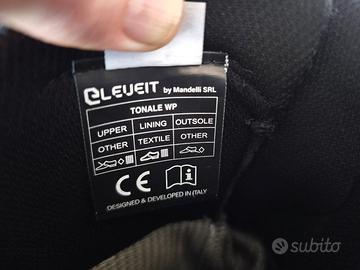 eLEVEIT by Mandelli SRL
TONALE WP
UPPER LINING OUTSOLE
OTHER TEXTILE OTHER
CE i
DESIGNED & DEVELOPED IN ITALY
subito